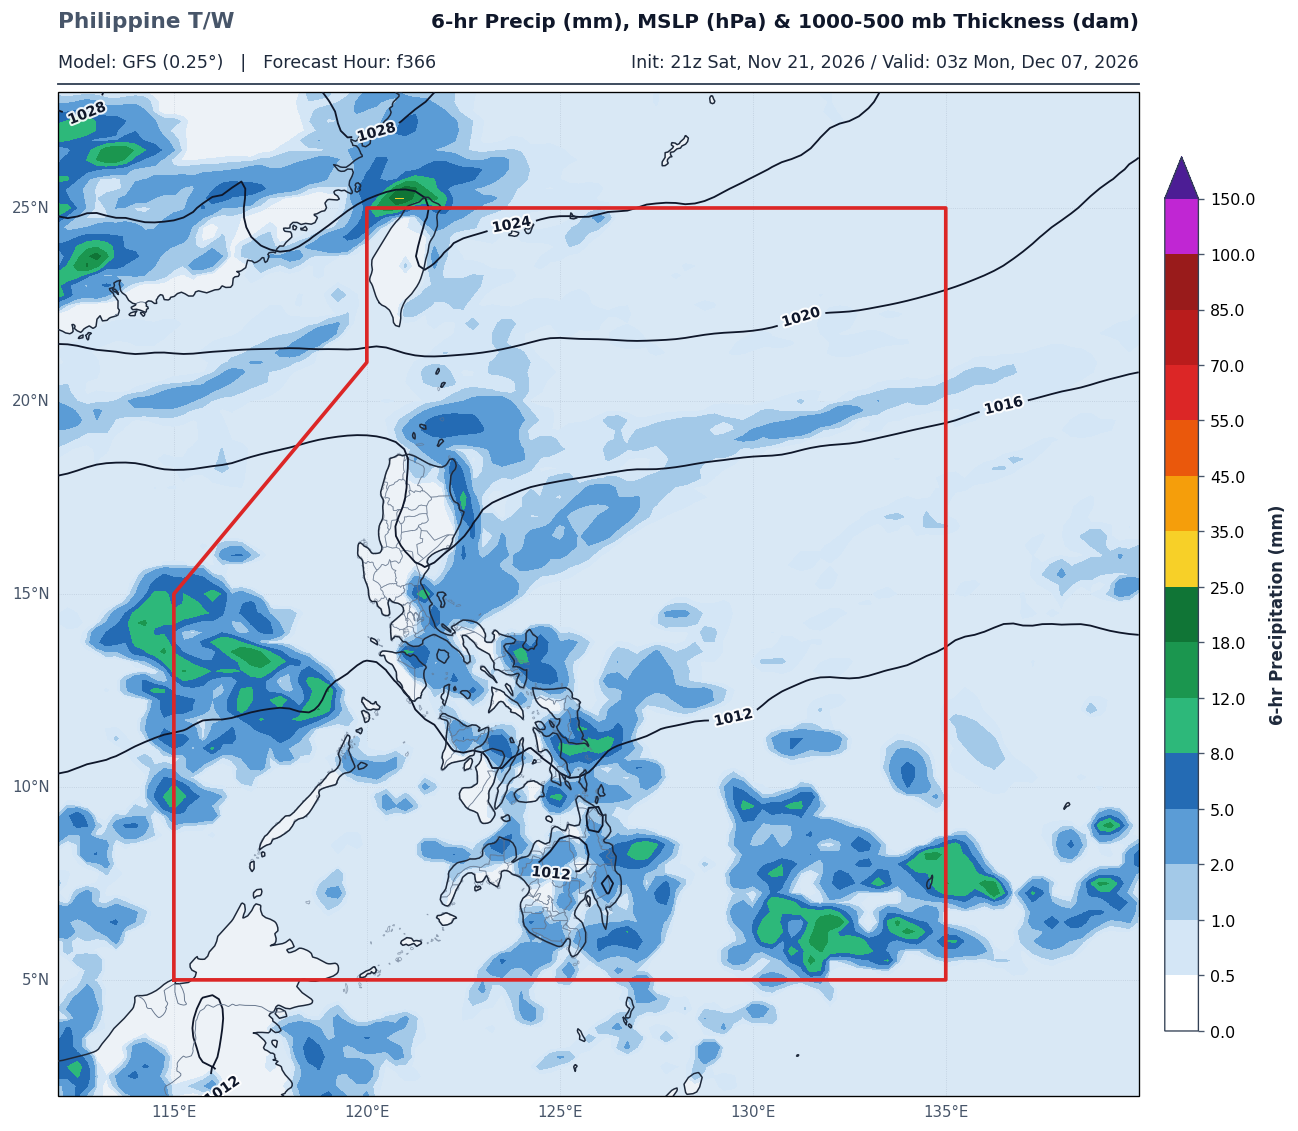 Philippine T/W
6-hr Precip (mm), MSLP (hPa) & 1000-500 mb Thickness (dam)
Model: GFS (0.25°) | Forecast Hour: f366
Init: 21z Sat, Nov 21, 2026 / Valid: 03z Mon, Dec 07, 2026
1028
1028
1024
1020
1016
1012
1012
1012
25°N
20°N
15°N
10°N
5°N
115°E
120°E
125°E
130°E
135°E
150.0
100.0
85.0
70.0
55.0
45.0
35.0
25.0
18.0
12.0
8.0
5.0
2.0
1.0
0.5
0.0
6-hr Precipitation (mm)